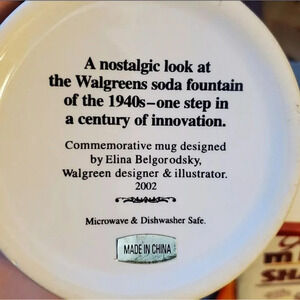 A nostalgic look at
the Walgreens soda fountain
of the 1940s–one step in
a century of innovation.
Commemorative mug designed
by Elina Belgorodsky,
Walgreen designer & illustrator.
2002
Microwave & Dishwasher Safe.
MADE IN CHINA